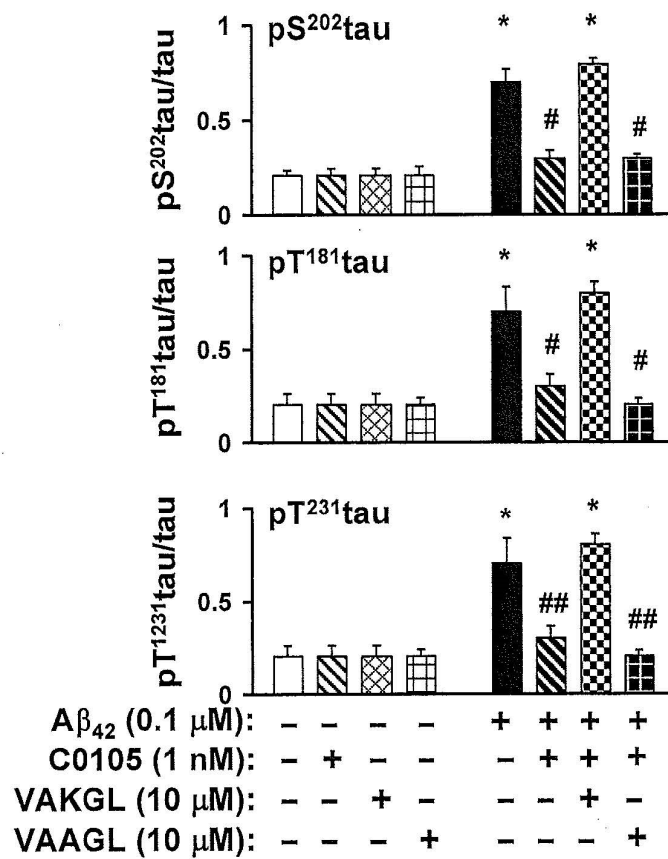 pS²⁰²tau
pS²⁰²tau/tau
1
0.5
0
* # * #
pT¹⁸¹tau
pT¹⁸¹tau/tau
1
0.5
0
* # * #
pT²³¹tau
pT¹²³¹tau/tau
1
0.5
0
* ## * ##
Aβ₄₂ (0.1 μM): – – – – + + + +
C0105 (1 nM): – + – – – + + +
VAKGL (10 μM): – – + – – – + –
VAAGL (10 μM): – – – + – – – +